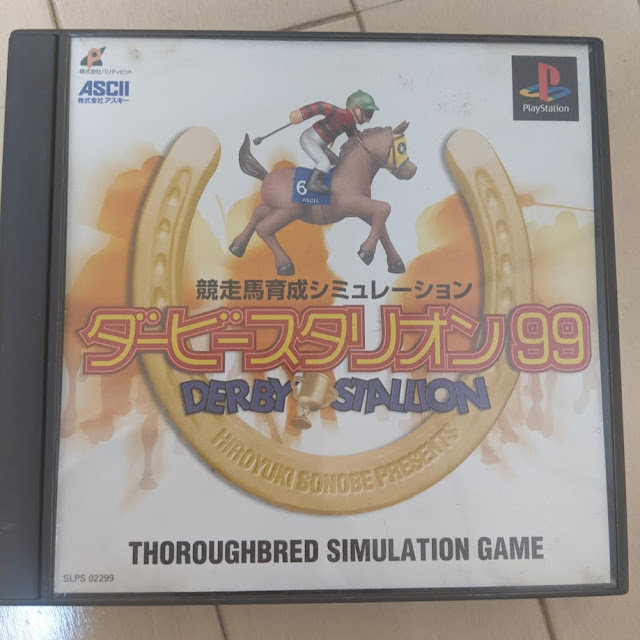 株式会社パリティビット
ASCII
株式会社アスキー
PlayStation
6
ASCII
競走馬育成シミュレーション
ダービースタリオン99
DERBY STALLION
HIROYUKI SONOBE PRESENTS
THOROUGHBRED SIMULATION GAME
SLPS 02299